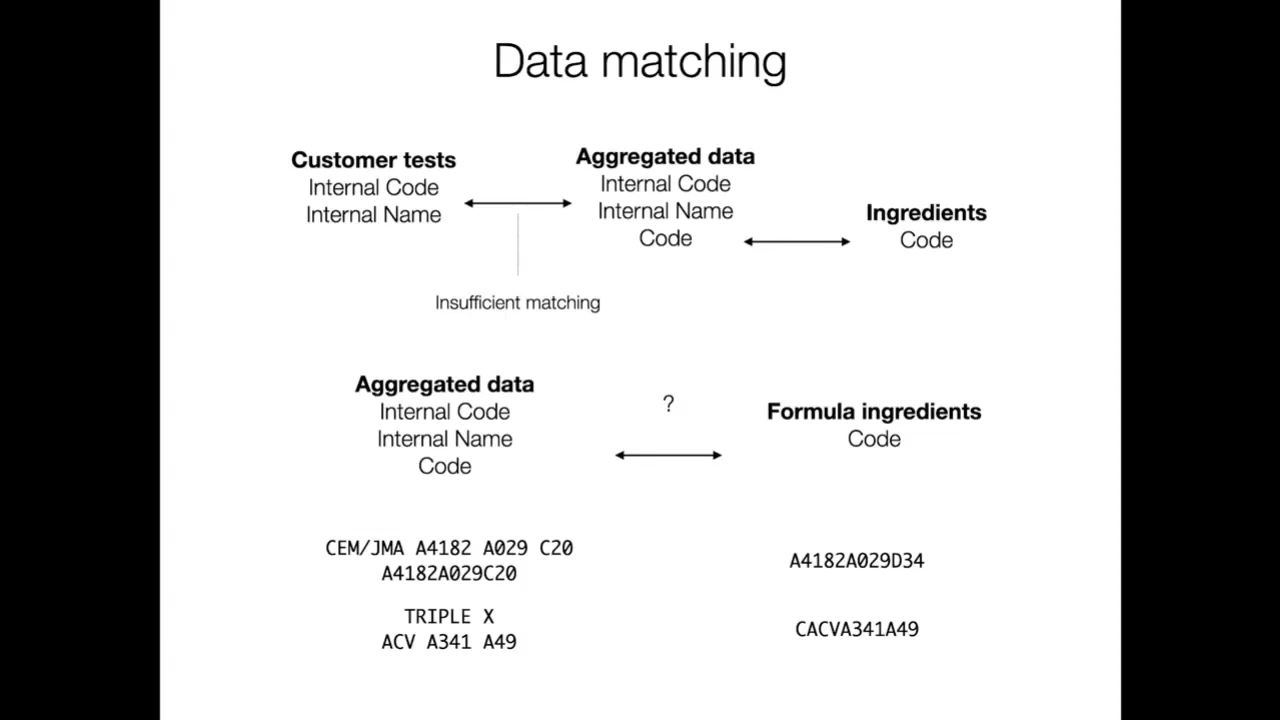 Data matching
Customer tests
Internal Code
Internal Name
Aggregated data
Internal Code
Internal Name
Code
Ingredients
Code
Insufficient matching
Aggregated data
Internal Code
Internal Name
Code
?
Formula ingredients
Code
CEM/JMA A4182 A029 C20
A4182A029C20
A4182A029D34
TRIPLE X
ACV A341 A49
CACVA341A49